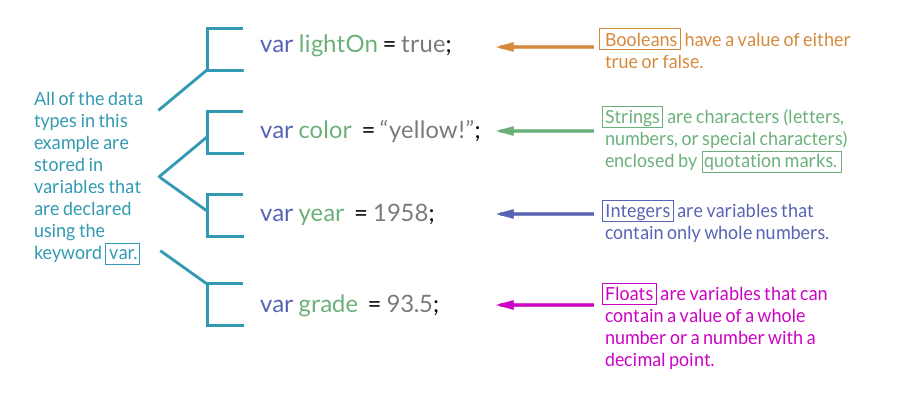 var lightOn = true;
Booleans have a value of either
true or false.
All of the data
types in this
example are
stored in
variables that
are declared
using the
keyword var.
var color = “yellow!”;
Strings are characters (letters,
numbers, or special characters)
enclosed by quotation marks.
var year = 1958;
Integers are variables that
contain only whole numbers.
var grade = 93.5;
Floats are variables that can
contain a value of a whole
number or a number with a
decimal point.